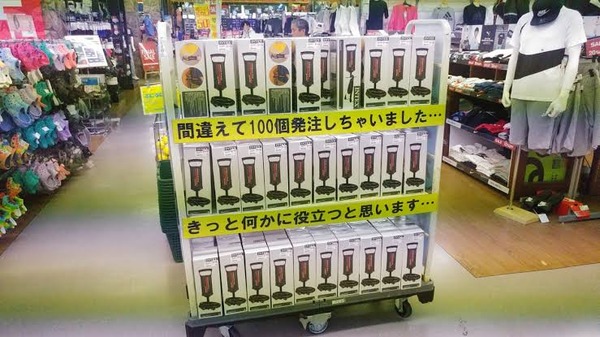 間違えて100個発注しちゃいました…
きっと何かに役立つと思います…